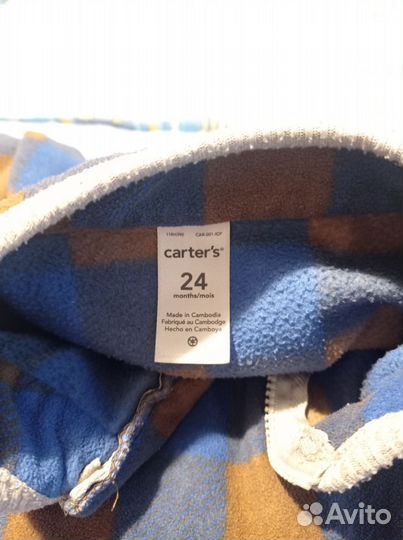 carter's®
24
months/mois
Made in Cambodia
Fabriqué au Cambodge
Hecho en Camboya
Avito